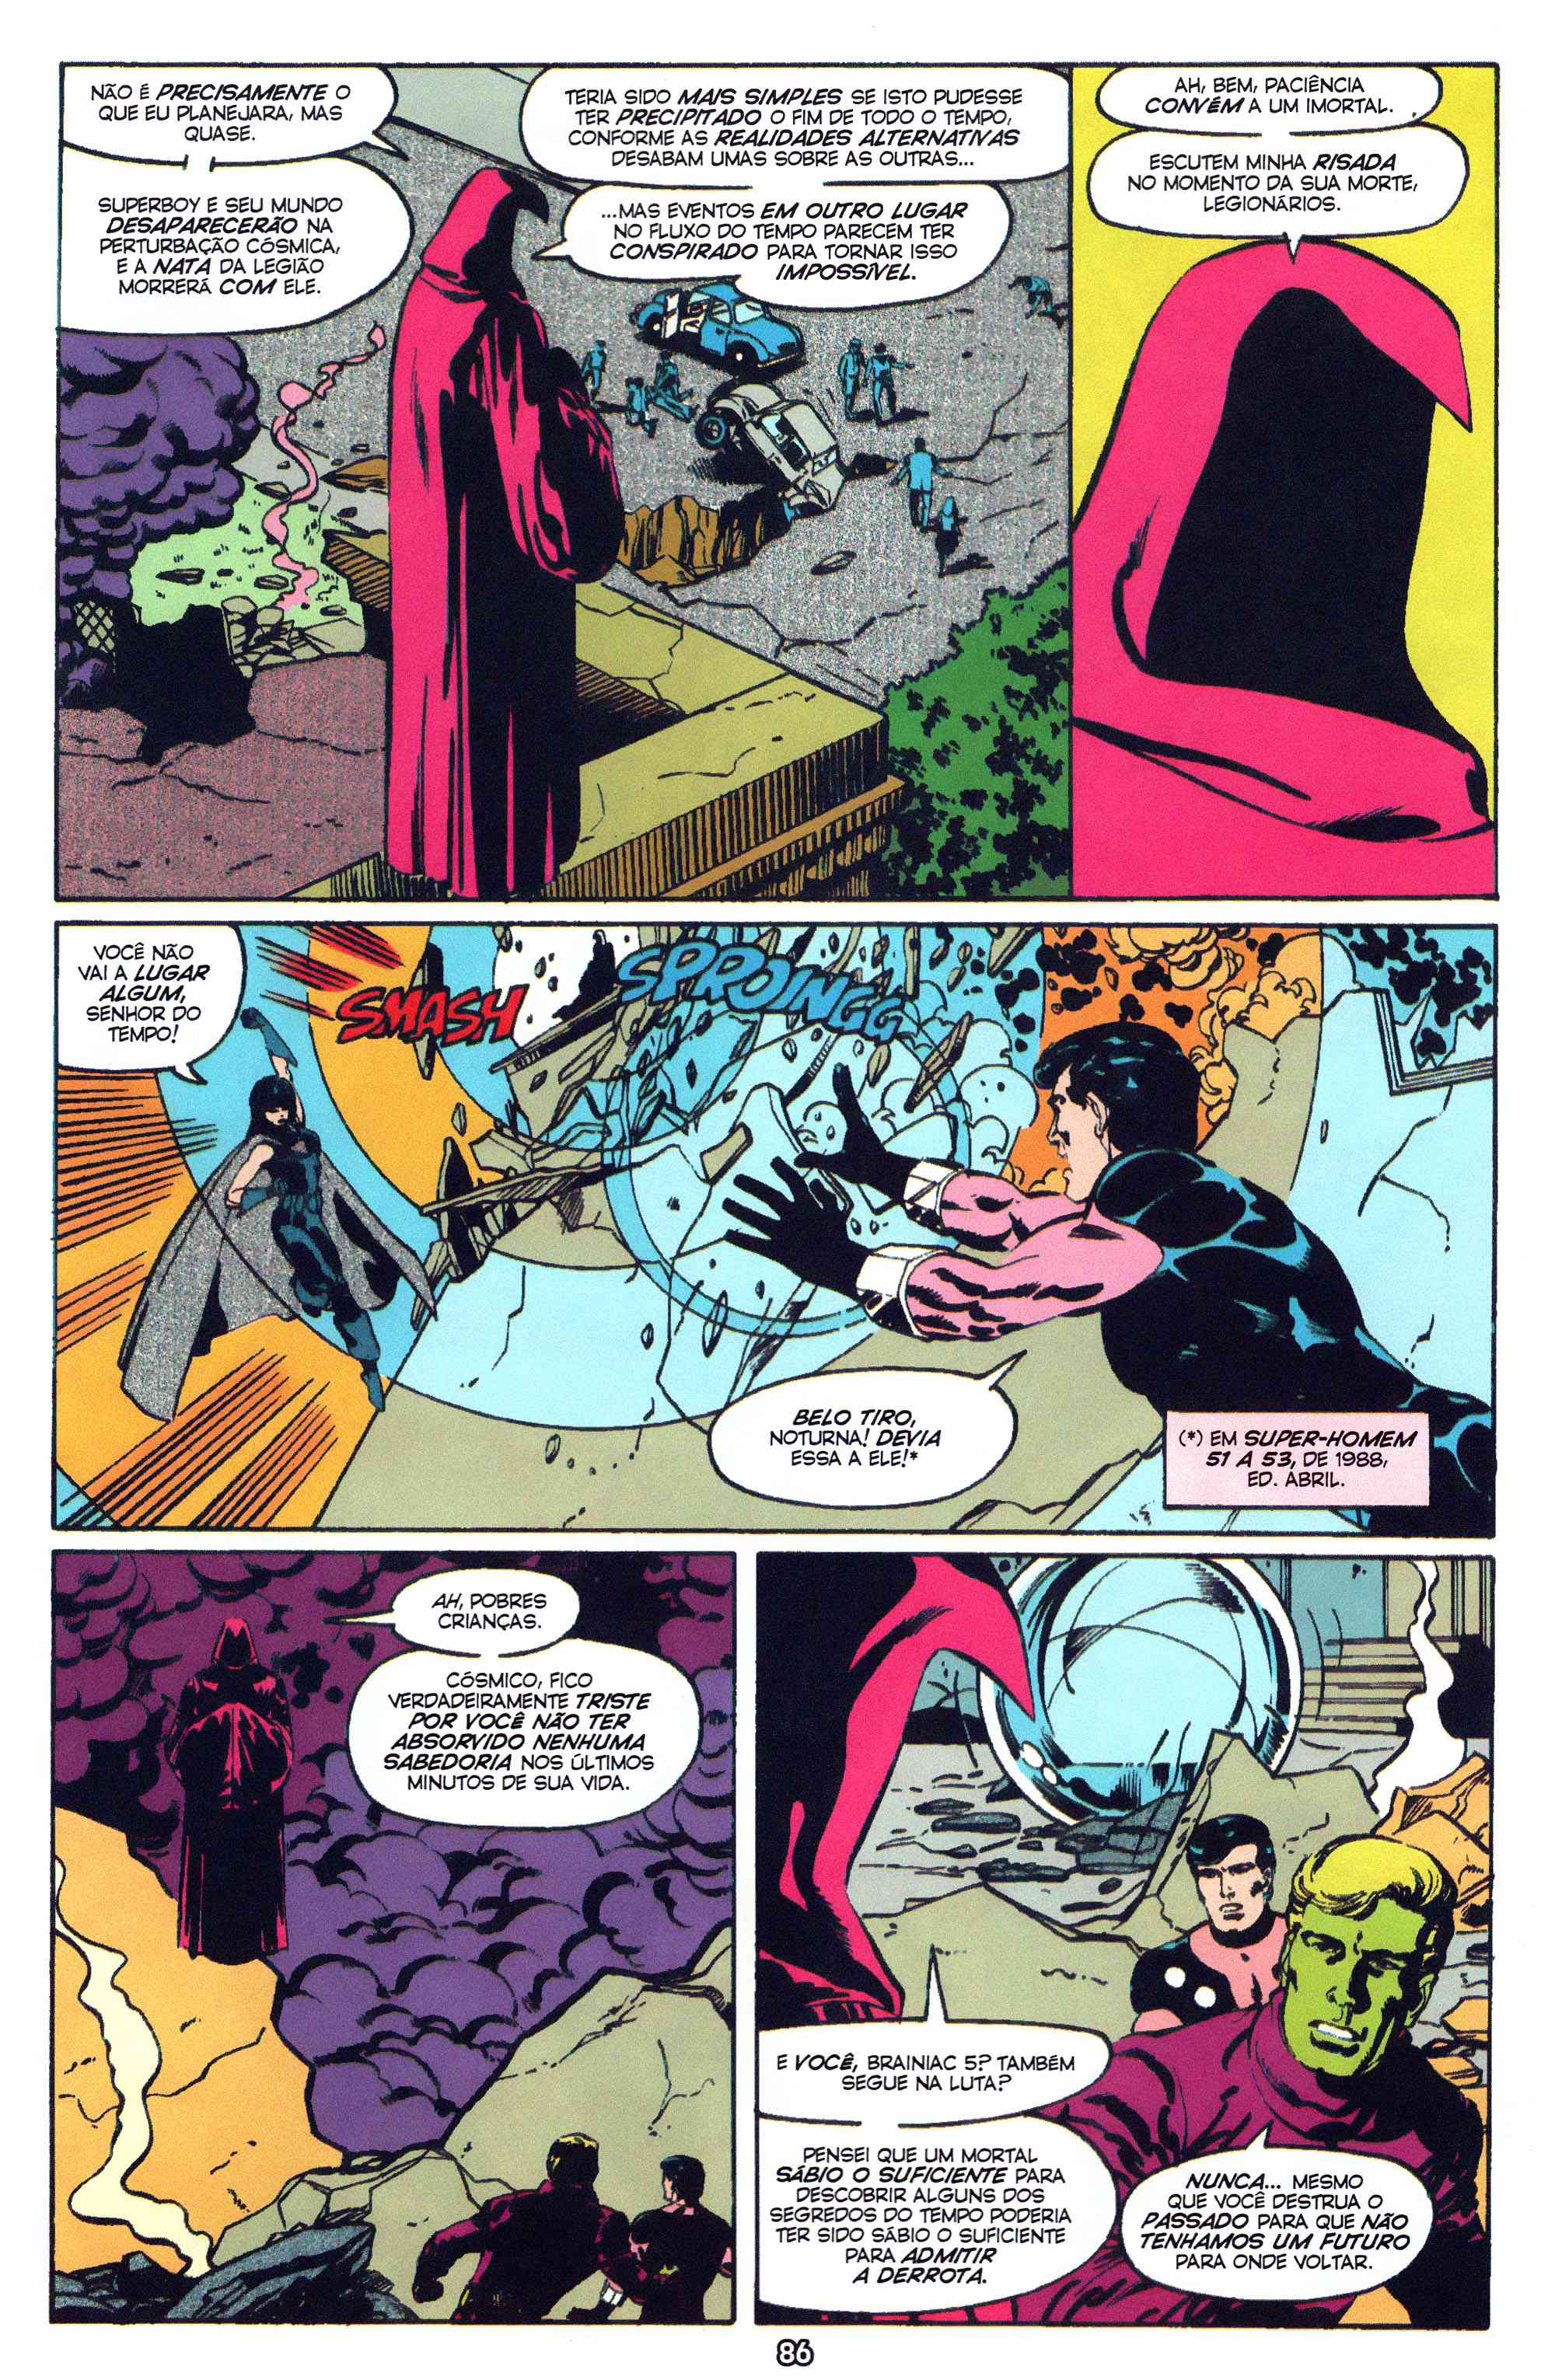 NÃO É PRECISAMENTE O
QUE EU PLANEJARA, MAS
QUASE.
SUPERBOY E SEU MUNDO
DESAPARECERÃO NA
PERTURBAÇÃO CÓSMICA,
E A NATA DA LEGIÃO
MORRERÁ COM ELE.
TERIA SIDO MAIS SIMPLES SE ISTO PUDESSE
TER PRECIPITADO O FIM DE TODO O TEMPO,
CONFORME AS REALIDADES ALTERNATIVAS
DESABAM UMAS SOBRE AS OUTRAS...
...MAS EVENTOS EM OUTRO LUGAR
NO FLUXO DO TEMPO PARECEM TER
CONSPIRADO PARA TORNAR ISSO
IMPOSSÍVEL.
AH, BEM, PACIÊNCIA
CONVÉM A UM IMORTAL.
ESCUTEM MINHA RISADA
NO MOMENTO DA SUA MORTE,
LEGIONÁRIOS.
VOCÊ NÃO
VAI A LUGAR
ALGUM,
SENHOR DO
TEMPO!
SMASH
SPROINGG
BELO TIRO,
NOTURNA! DEVIA
ESSA A ELE!*
(*) EM SUPER-HOMEM
51 A 53, DE 1988,
ED. ABRIL.
AH, POBRES
CRIANÇAS.
CÓSMICO, FICO
VERDADEIRAMENTE TRISTE
POR VOCÊ NÃO TER
ABSORVIDO NENHUMA
SABEDORIA NOS ÚLTIMOS
MINUTOS DE SUA VIDA.
E VOCÊ, BRAINIAC 5? TAMBÉM
SEGUE NA LUTA?
PENSEI QUE UM MORTAL
SÁBIO O SUFICIENTE PARA
DESCOBRIR ALGUNS DOS
SEGREDOS DO TEMPO PODERIA
TER SIDO SÁBIO O SUFICIENTE
PARA ADMITIR
A DERROTA.
NUNCA... MESMO
QUE VOCÊ DESTRUA O
PASSADO PARA QUE NÃO
TENHAMOS UM FUTURO
PARA ONDE VOLTAR.
86